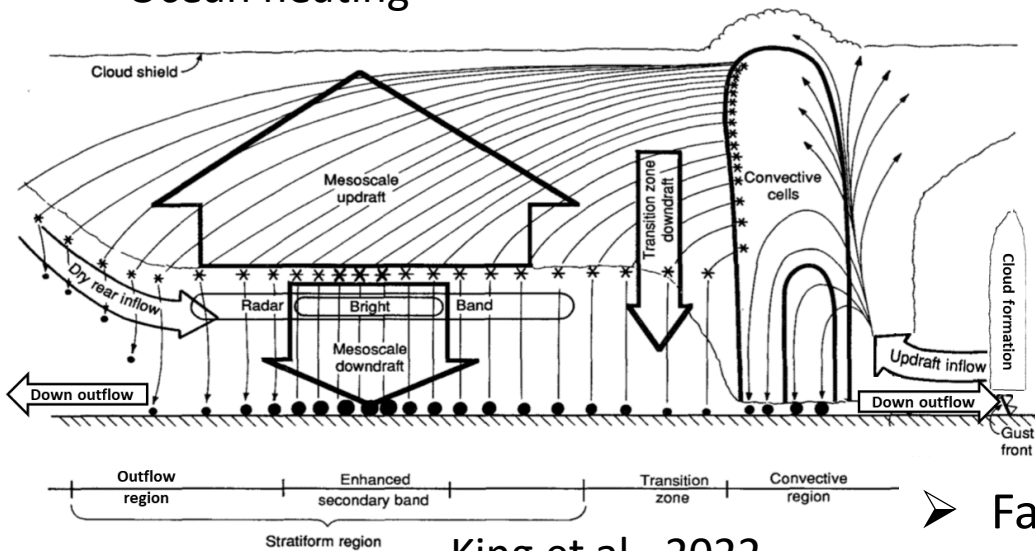 Ocean heating
Cloud shield
Mesoscale
updraft
Transition zone
downdraft
Convective
cells
Dry rear inflow
Radar Bright Band
Mesoscale
downdraft
Cloud formation
Updraft inflow
Down outflow
Down outflow
Gust
front
Outflow
region
Enhanced
secondary band
Transition
zone
Convective
region
Stratiform region
➢ Fa
King et al., 2022